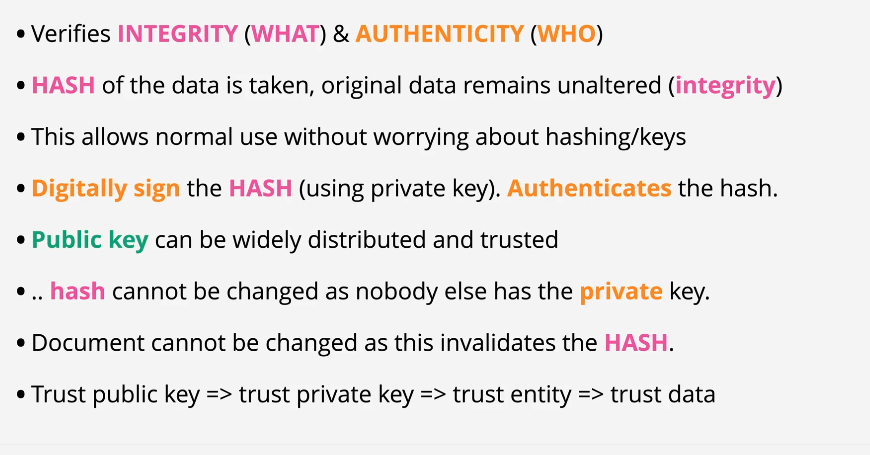 • Verifies INTEGRITY (WHAT) & AUTHENTICITY (WHO)
• HASH of the data is taken, original data remains unaltered (integrity)
• This allows normal use without worrying about hashing/keys
• Digitally sign the HASH (using private key). Authenticates the hash.
• Public key can be widely distributed and trusted
• .. hash cannot be changed as nobody else has the private key.
• Document cannot be changed as this invalidates the HASH.
• Trust public key => trust private key => trust entity => trust data